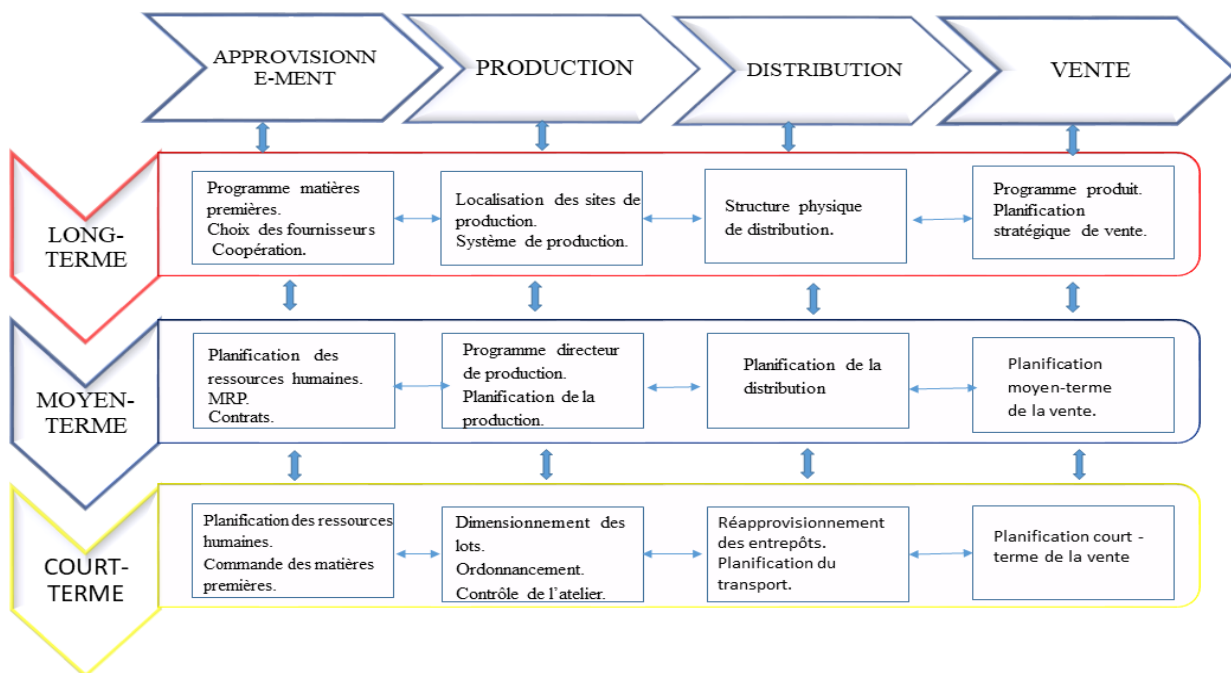 APPROVISIONN
E-MENT
PRODUCTION
DISTRIBUTION
VENTE
LONG-
TERME
Programme matières
premières.
Choix des fournisseurs
Coopération.
Localisation des sites de
production.
Système de production.
Structure physique
de distribution.
Programme produit.
Planification
stratégique de vente.
MOYEN-
TERME
Planification des
ressources humaines.
MRP.
Contrats.
Programme directeur
de production.
Planification de la
production.
Planification de la
distribution
Planification
moyen-terme
de la vente.
COURT-
TERME
Planification des ressources
humaines.
Commande des matières
premières.
Dimensionnement des
lots.
Ordonnancement.
Contrôle de l'atelier.
Réapprovisionnement
des entrepôts.
Planification du
transport.
Planification court -
terme de la vente